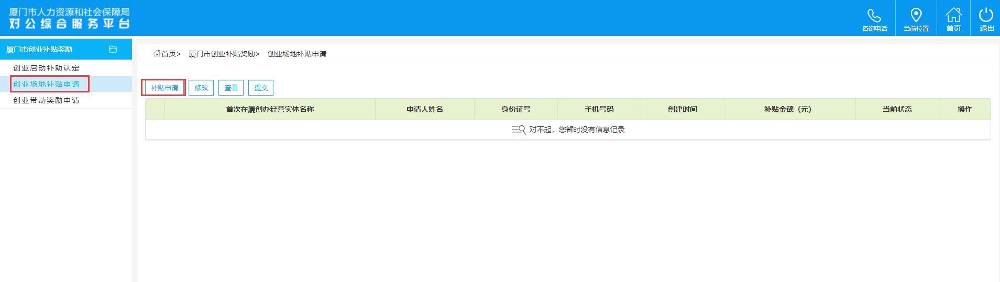 厦门市人力资源和社会保障局
对公综合服务平台
咨询电话 当前位置 首页 退出
厦门市创业补贴奖励
创业启动补助认定
创业场地补贴申请
创业带动奖励申请
首页> 厦门市创业补贴奖励> 创业场地补贴申请
补贴申请 修改 查看 提交
首次在厦创办经营实体名称 申请人姓名 身份证号 手机号码 创建时间 补贴金额（元） 当前状态 操作
对不起，您暂时没有信息记录